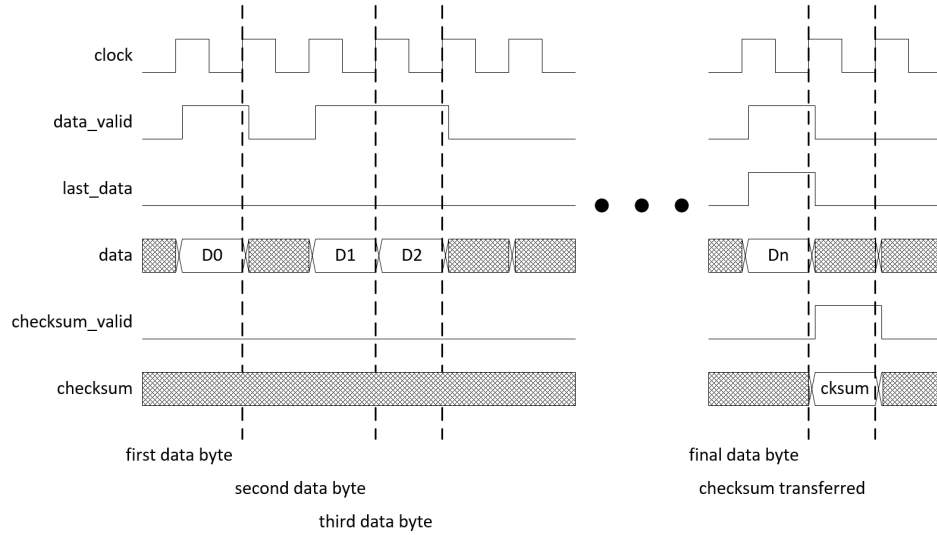 clock
data_valid
last_data
data
D0
D1
D2
Dn
checksum_valid
checksum
cksum
first data byte
final data byte
second data byte
checksum transferred
third data byte